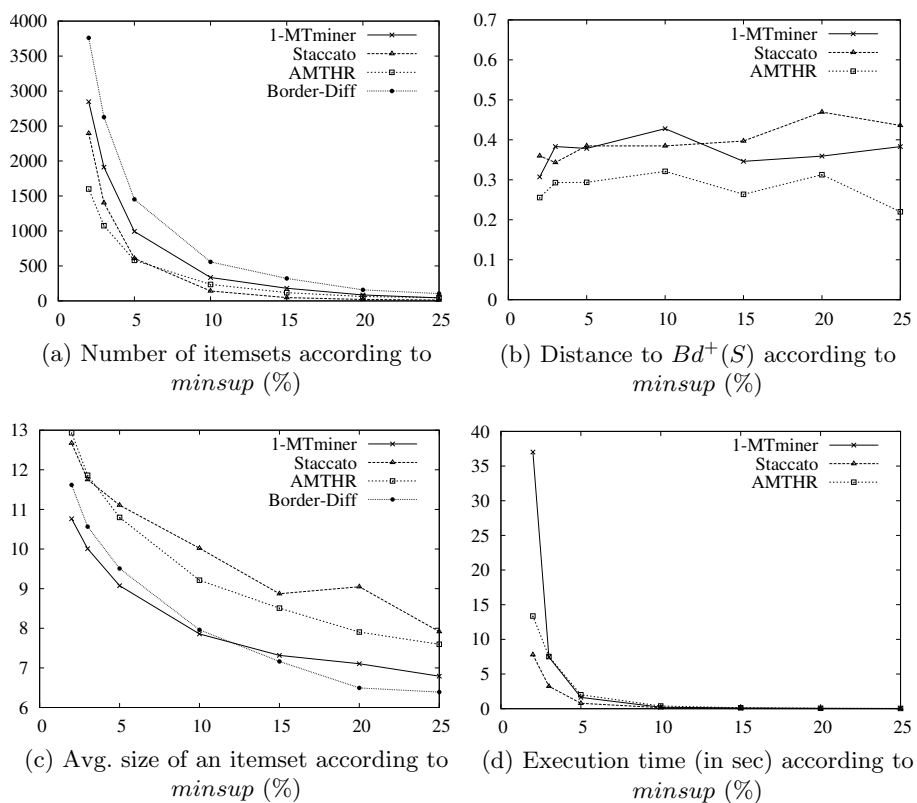 4000
3500
3000
2500
2000
1500
1000
500
0
0 5 10 15 20 25
1-MTminer
Staccato
AMTHR
Border-Diff
(a) Number of itemsets according to
minsup (%)
0.7
0.6
0.5
0.4
0.3
0.2
0.1
0
0 5 10 15 20 25
1-MTminer
Staccato
AMTHR
(b) Distance to Bd⁺(S) according to
minsup (%)
13
12
11
10
9
8
7
6
0 5 10 15 20 25
1-MTminer
Staccato
AMTHR
Border-Diff
(c) Avg. size of an itemset according to
minsup (%)
40
35
30
25
20
15
10
5
0
0 5 10 15 20 25
1-MTminer
Staccato
AMTHR
(d) Execution time (in sec) according to
minsup (%)